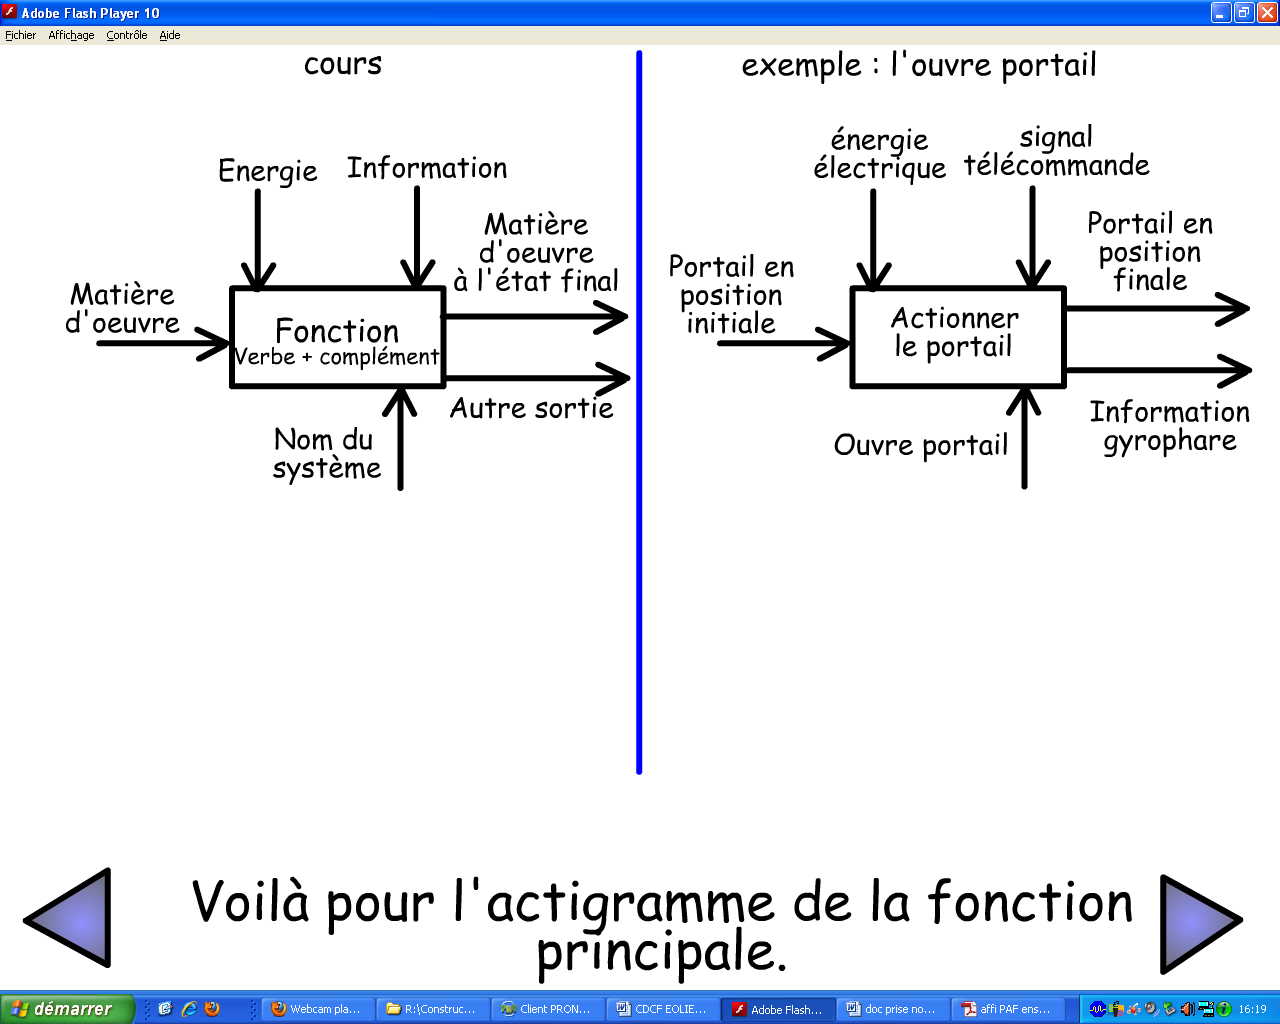 Adobe Flash Player 10
Fichier Affichage Contrôle Aide
cours
Energie
Information
Matière
d'oeuvre
à l'état final
Matière
d'oeuvre
Fonction
Verbe + complément
Autre sortie
Nom du
système
exemple : l'ouvre portail
énergie
électrique
signal
télécommande
Portail en
position
finale
Portail en
position
initiale
Actionner
le portail
Information
gyrophare
Ouvre portail
Voilà pour l'actigramme de la fonction
principale.
démarrer
Webcam pla...
R:\Construc...
Client PRON...
CDCF EOLIE...
Adobe Flash...
doc prise no...
affi PAF ens...
16:19